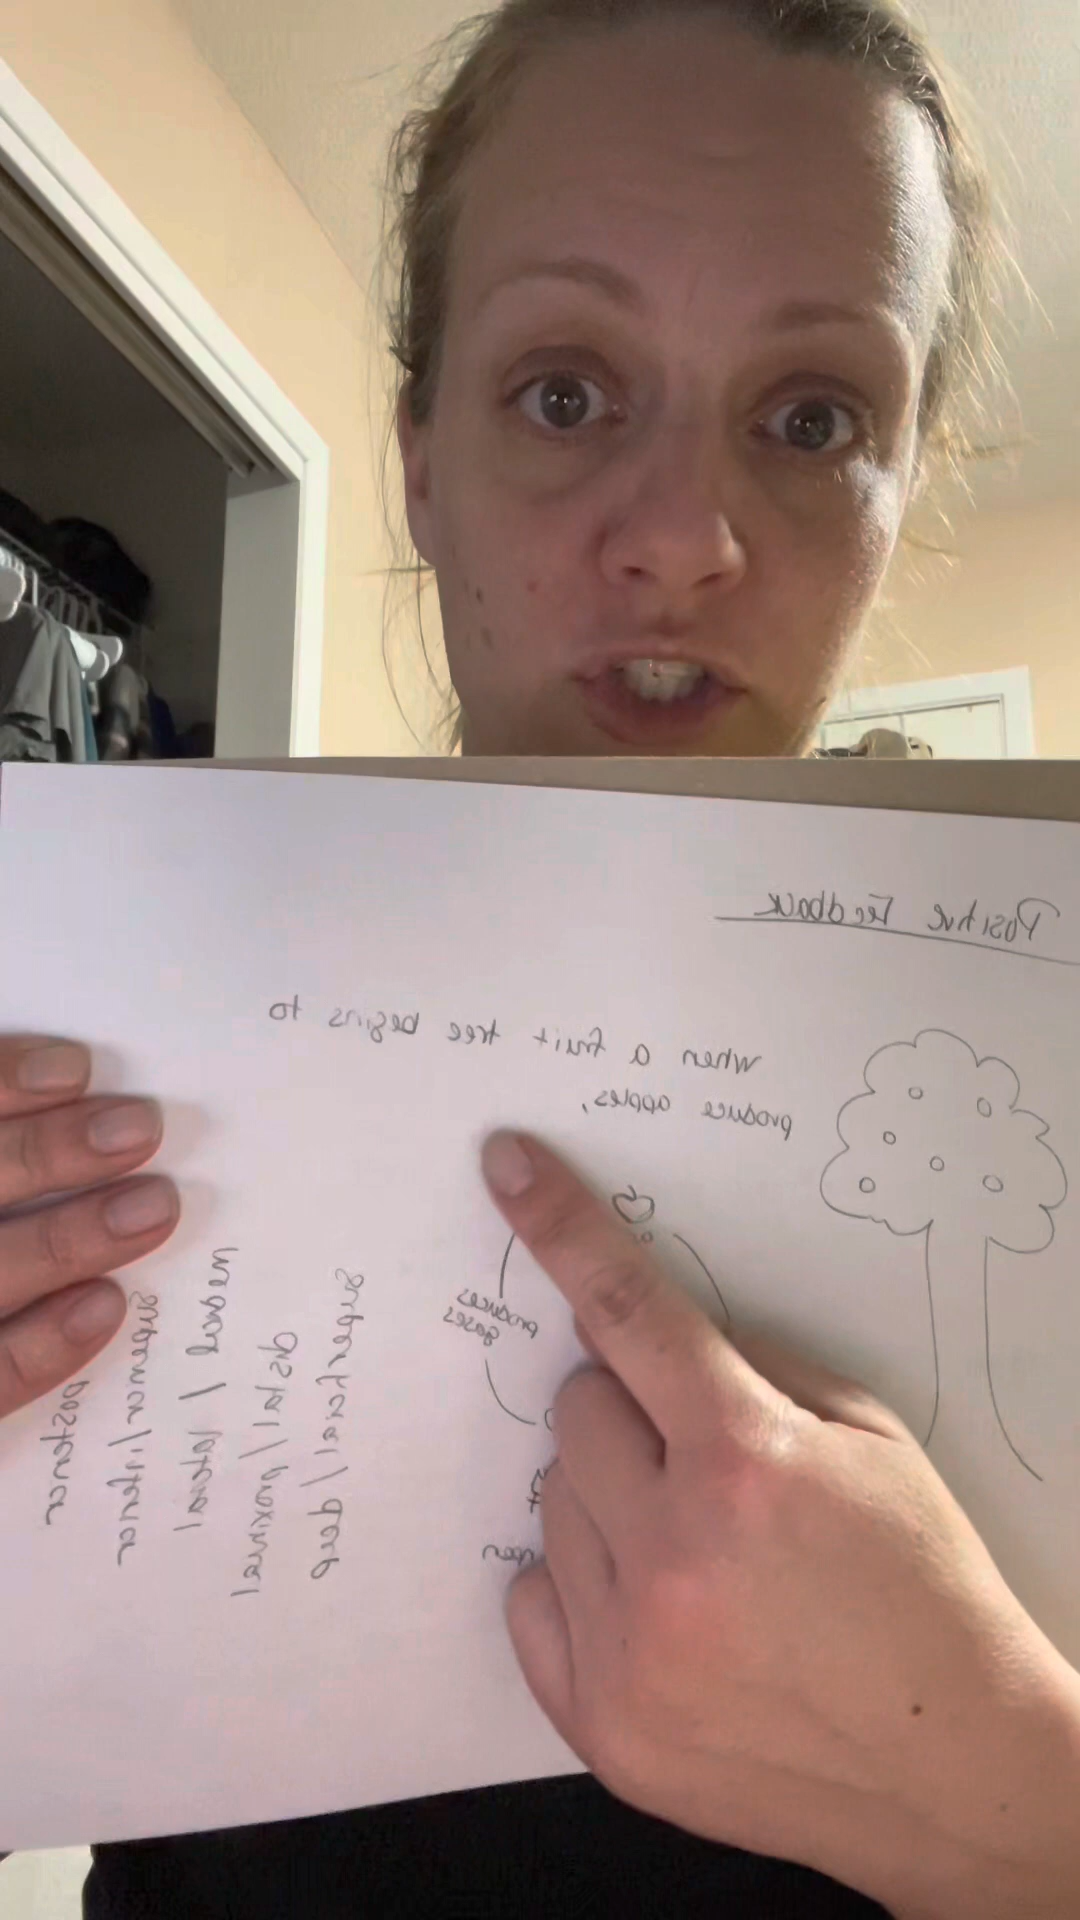 Positive Feedback
when a fruit tree begins to
produce apples,
produces
gases
superficial / deep
distal / proximal
medial / lateral
superior / inferior
posterior